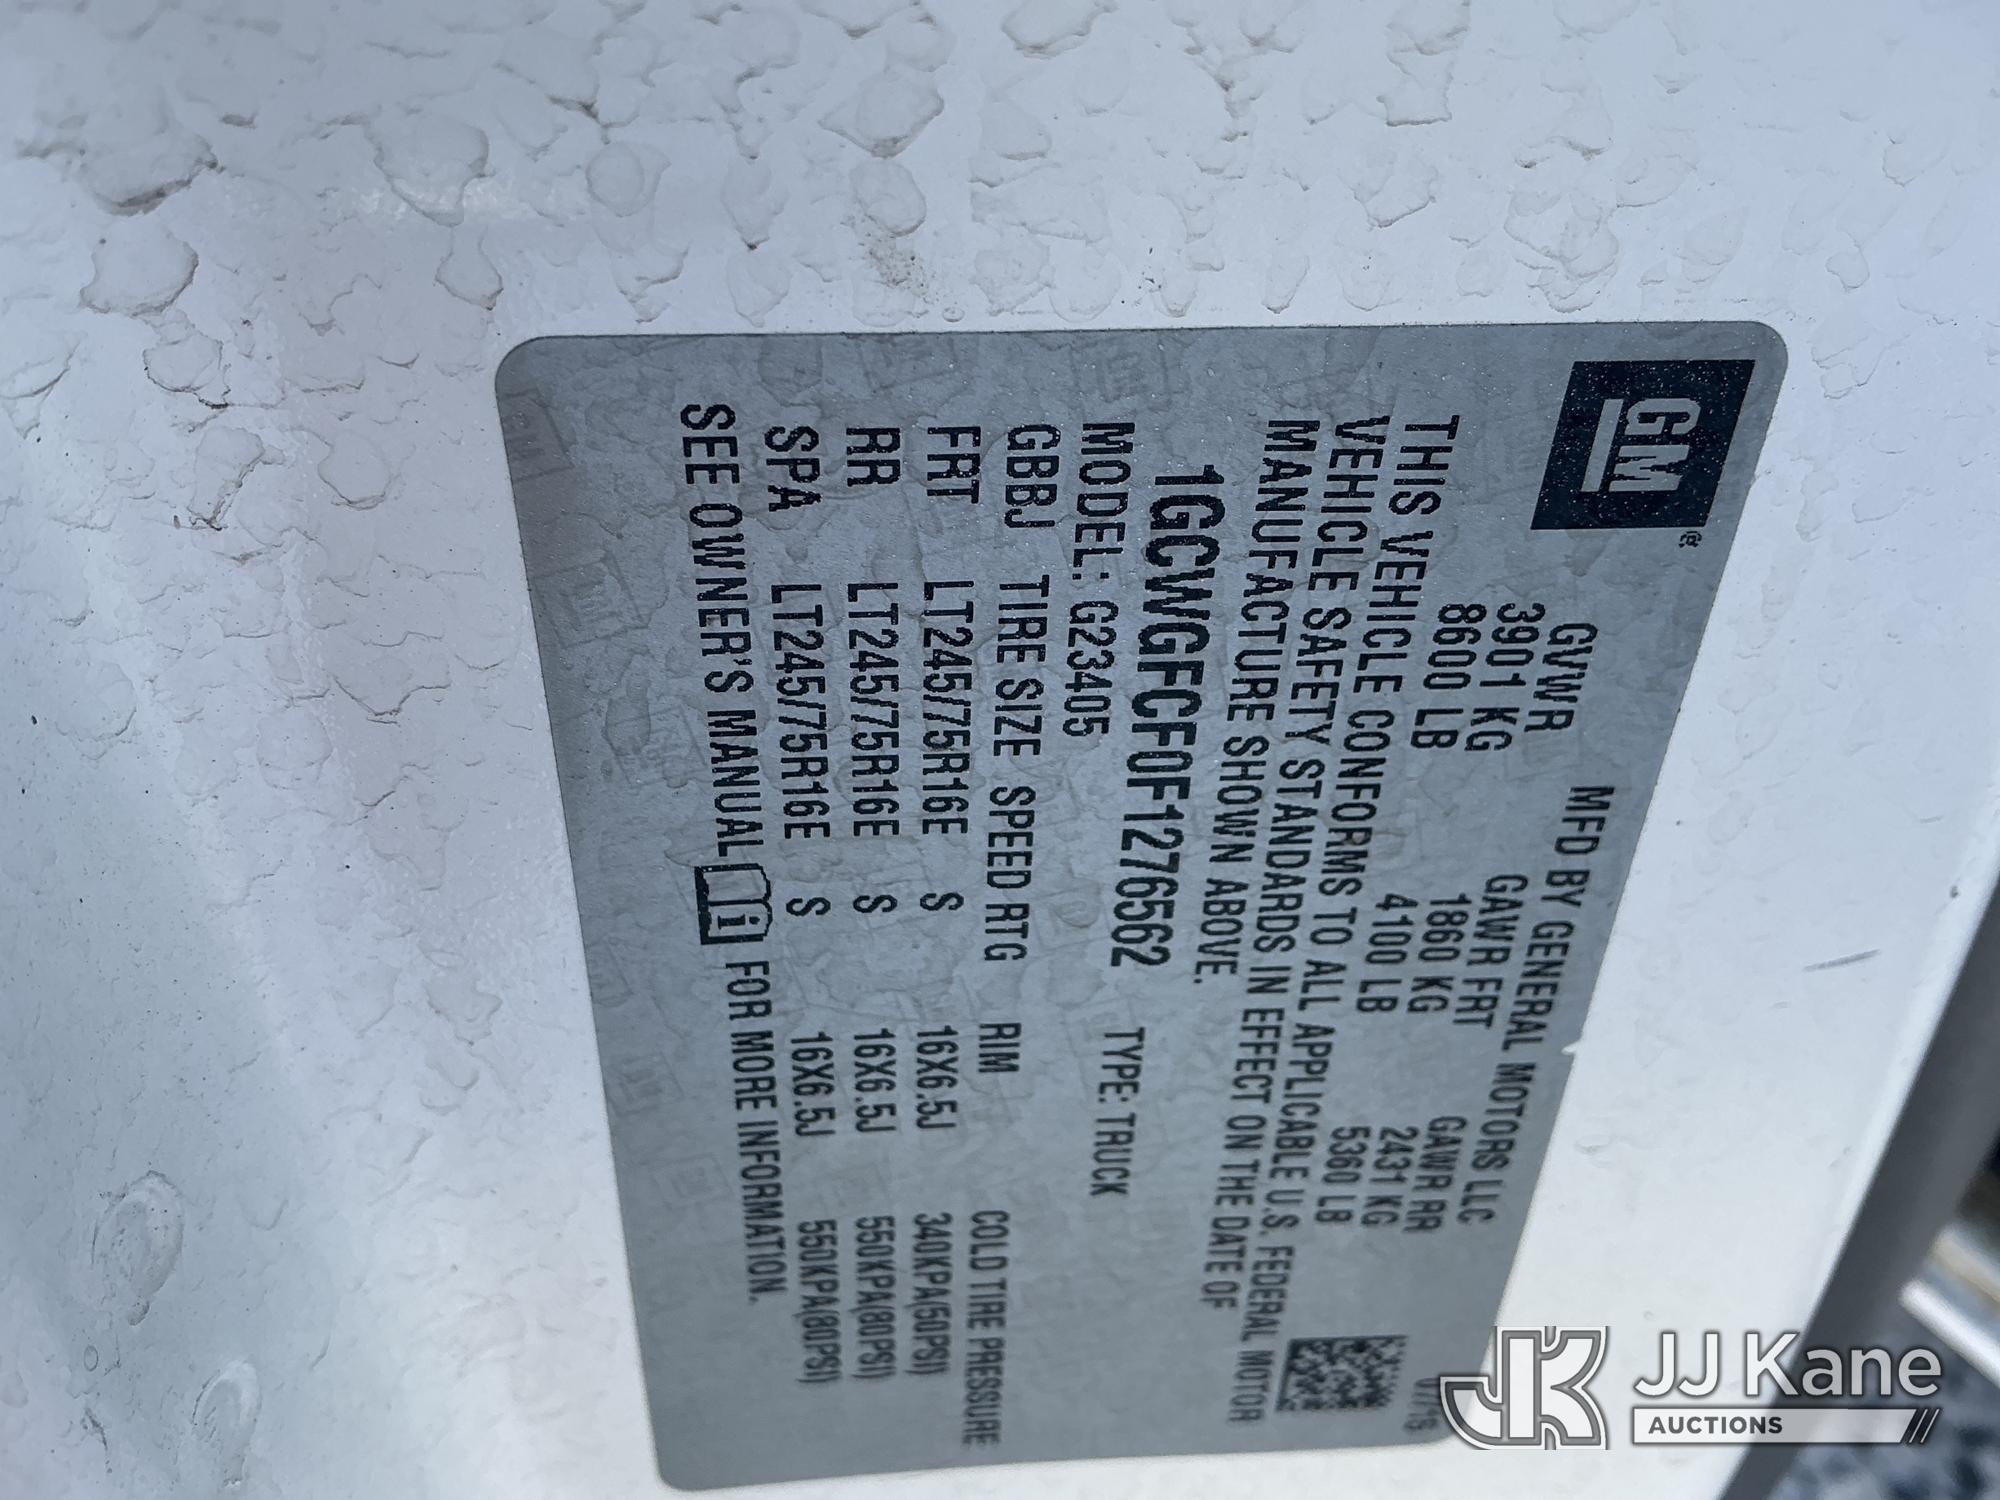 GM
MFD BY GENERAL MOTORS LLC
GVWR GAWR FRT GAWR RR
3901 KG 1860 KG 2431 KG
8600 LB 4100 LB 5360 LB
THIS VEHICLE CONFORMS TO ALL APPLICABLE U.S. FEDERAL MOTOR
VEHICLE SAFETY STANDARDS IN EFFECT ON THE DATE OF
MANUFACTURE SHOWN ABOVE.
1GCWGFCF0F1276562 TYPE: TRUCK
MODEL: G23405
GBBJ TIRE SIZE SPEED RTG RIM COLD TIRE PRESSURE
FRT LT245/75R16E S 16X6.5J 340KPA(50PSI)
RR LT245/75R16E S 16X6.5J 550KPA(80PSI)
SPA LT245/75R16E S 16X6.5J 550KPA(80PSI)
SEE OWNER'S MANUAL i FOR MORE INFORMATION.
JK JJ Kane
AUCTIONS